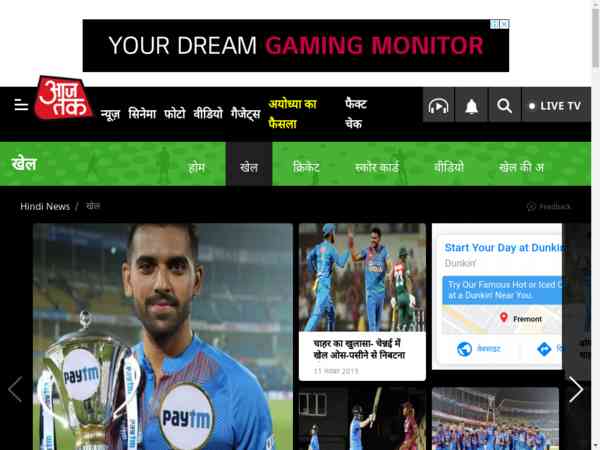 YOUR DREAM GAMING MONITOR
आज तक
न्यूज़ सिनेमा फोटो वीडियो गैजेट्स अयोध्या का फैसला फैक्ट चेक LIVE TV
खेल
होम खेल क्रिकेट स्कोर कार्ड वीडियो खेल की अ
Hindi News / खेल
Feedback
Paytm
Paytm
Start Your Day at Dunkin
Dunkin'
Try Our Famous Hot or Iced C
at a Dunkin' Near You.
Fremont
वेबसाइट
चाहर का खुलासा- चेन्नई में
खेल ओस-पसीने से निबटना
11 नवंबर 2019